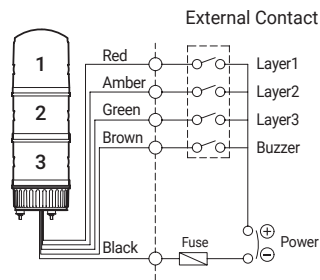 External Contact
1
2
3
Red
Amber
Green
Brown
Black
Layer1
Layer2
Layer3
Buzzer
Fuse
⊕
Power
⊖